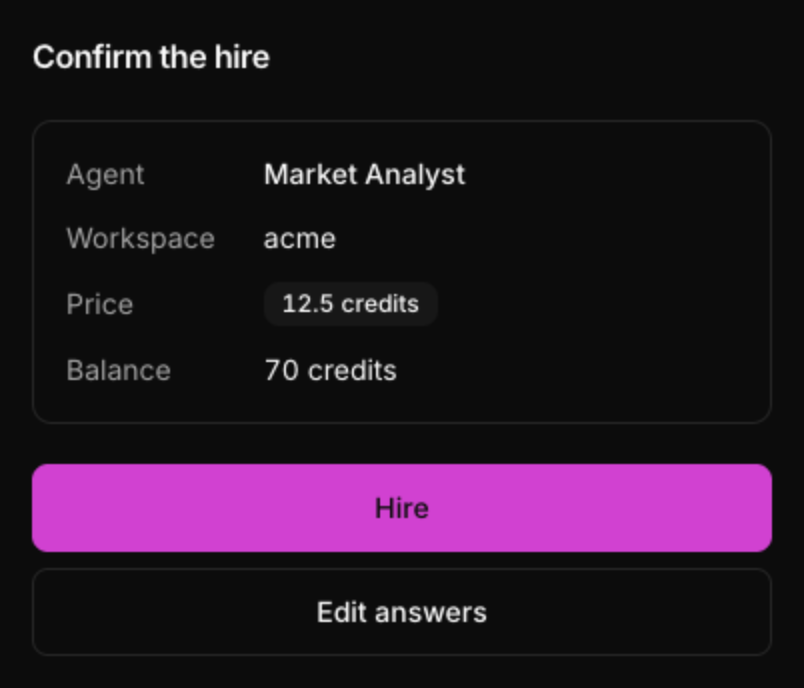 Confirm the hire
Agent Market Analyst
Workspace acme
Price 12.5 credits
Balance 70 credits
Hire
Edit answers